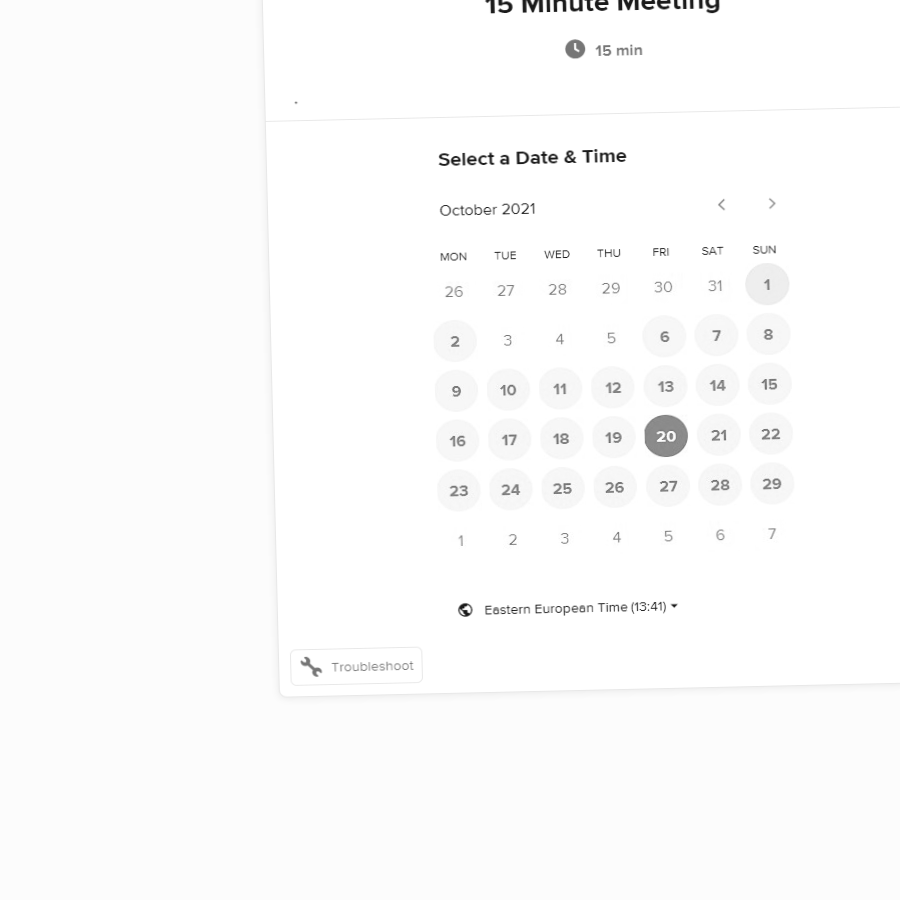 15 Minute Meeting
15 min
.
Select a Date & Time
October 2021
MON TUE WED THU FRI SAT SUN
26 27 28 29 30 31 1
2 3 4 5 6 7 8
9 10 11 12 13 14 15
16 17 18 19 20 21 22
23 24 25 26 27 28 29
1 2 3 4 5 6 7
Eastern European Time (13:41)
Troubleshoot